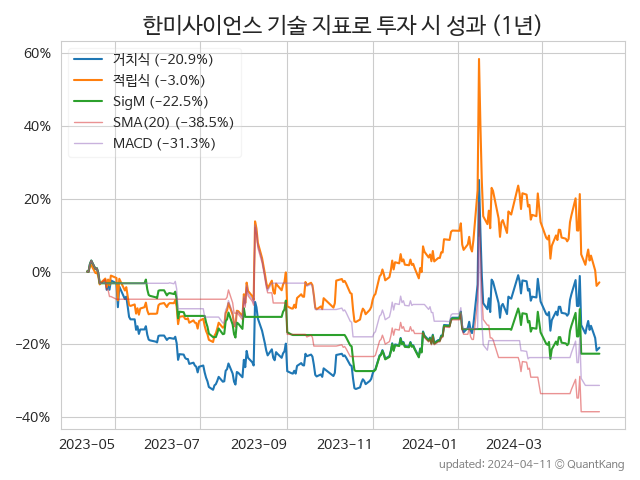 한미사이언스 기술 지표로 투자 시 성과 (1년)
거치식 (−20.9%)
적립식 (−3.0%)
SigM (−22.5%)
SMA(20) (−38.5%)
MACD (−31.3%)
60%
40%
20%
0%
−20%
−40%
2023-05 2023-07 2023-09 2023-11 2024-01 2024-03
updated: 2024-04-11 © QuantKang